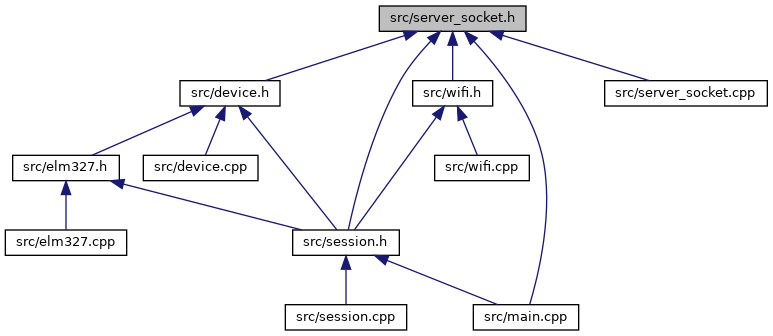 src/server_socket.h
src/device.h
src/wifi.h
src/server_socket.cpp
src/elm327.h
src/device.cpp
src/wifi.cpp
src/elm327.cpp
src/session.h
src/session.cpp
src/main.cpp